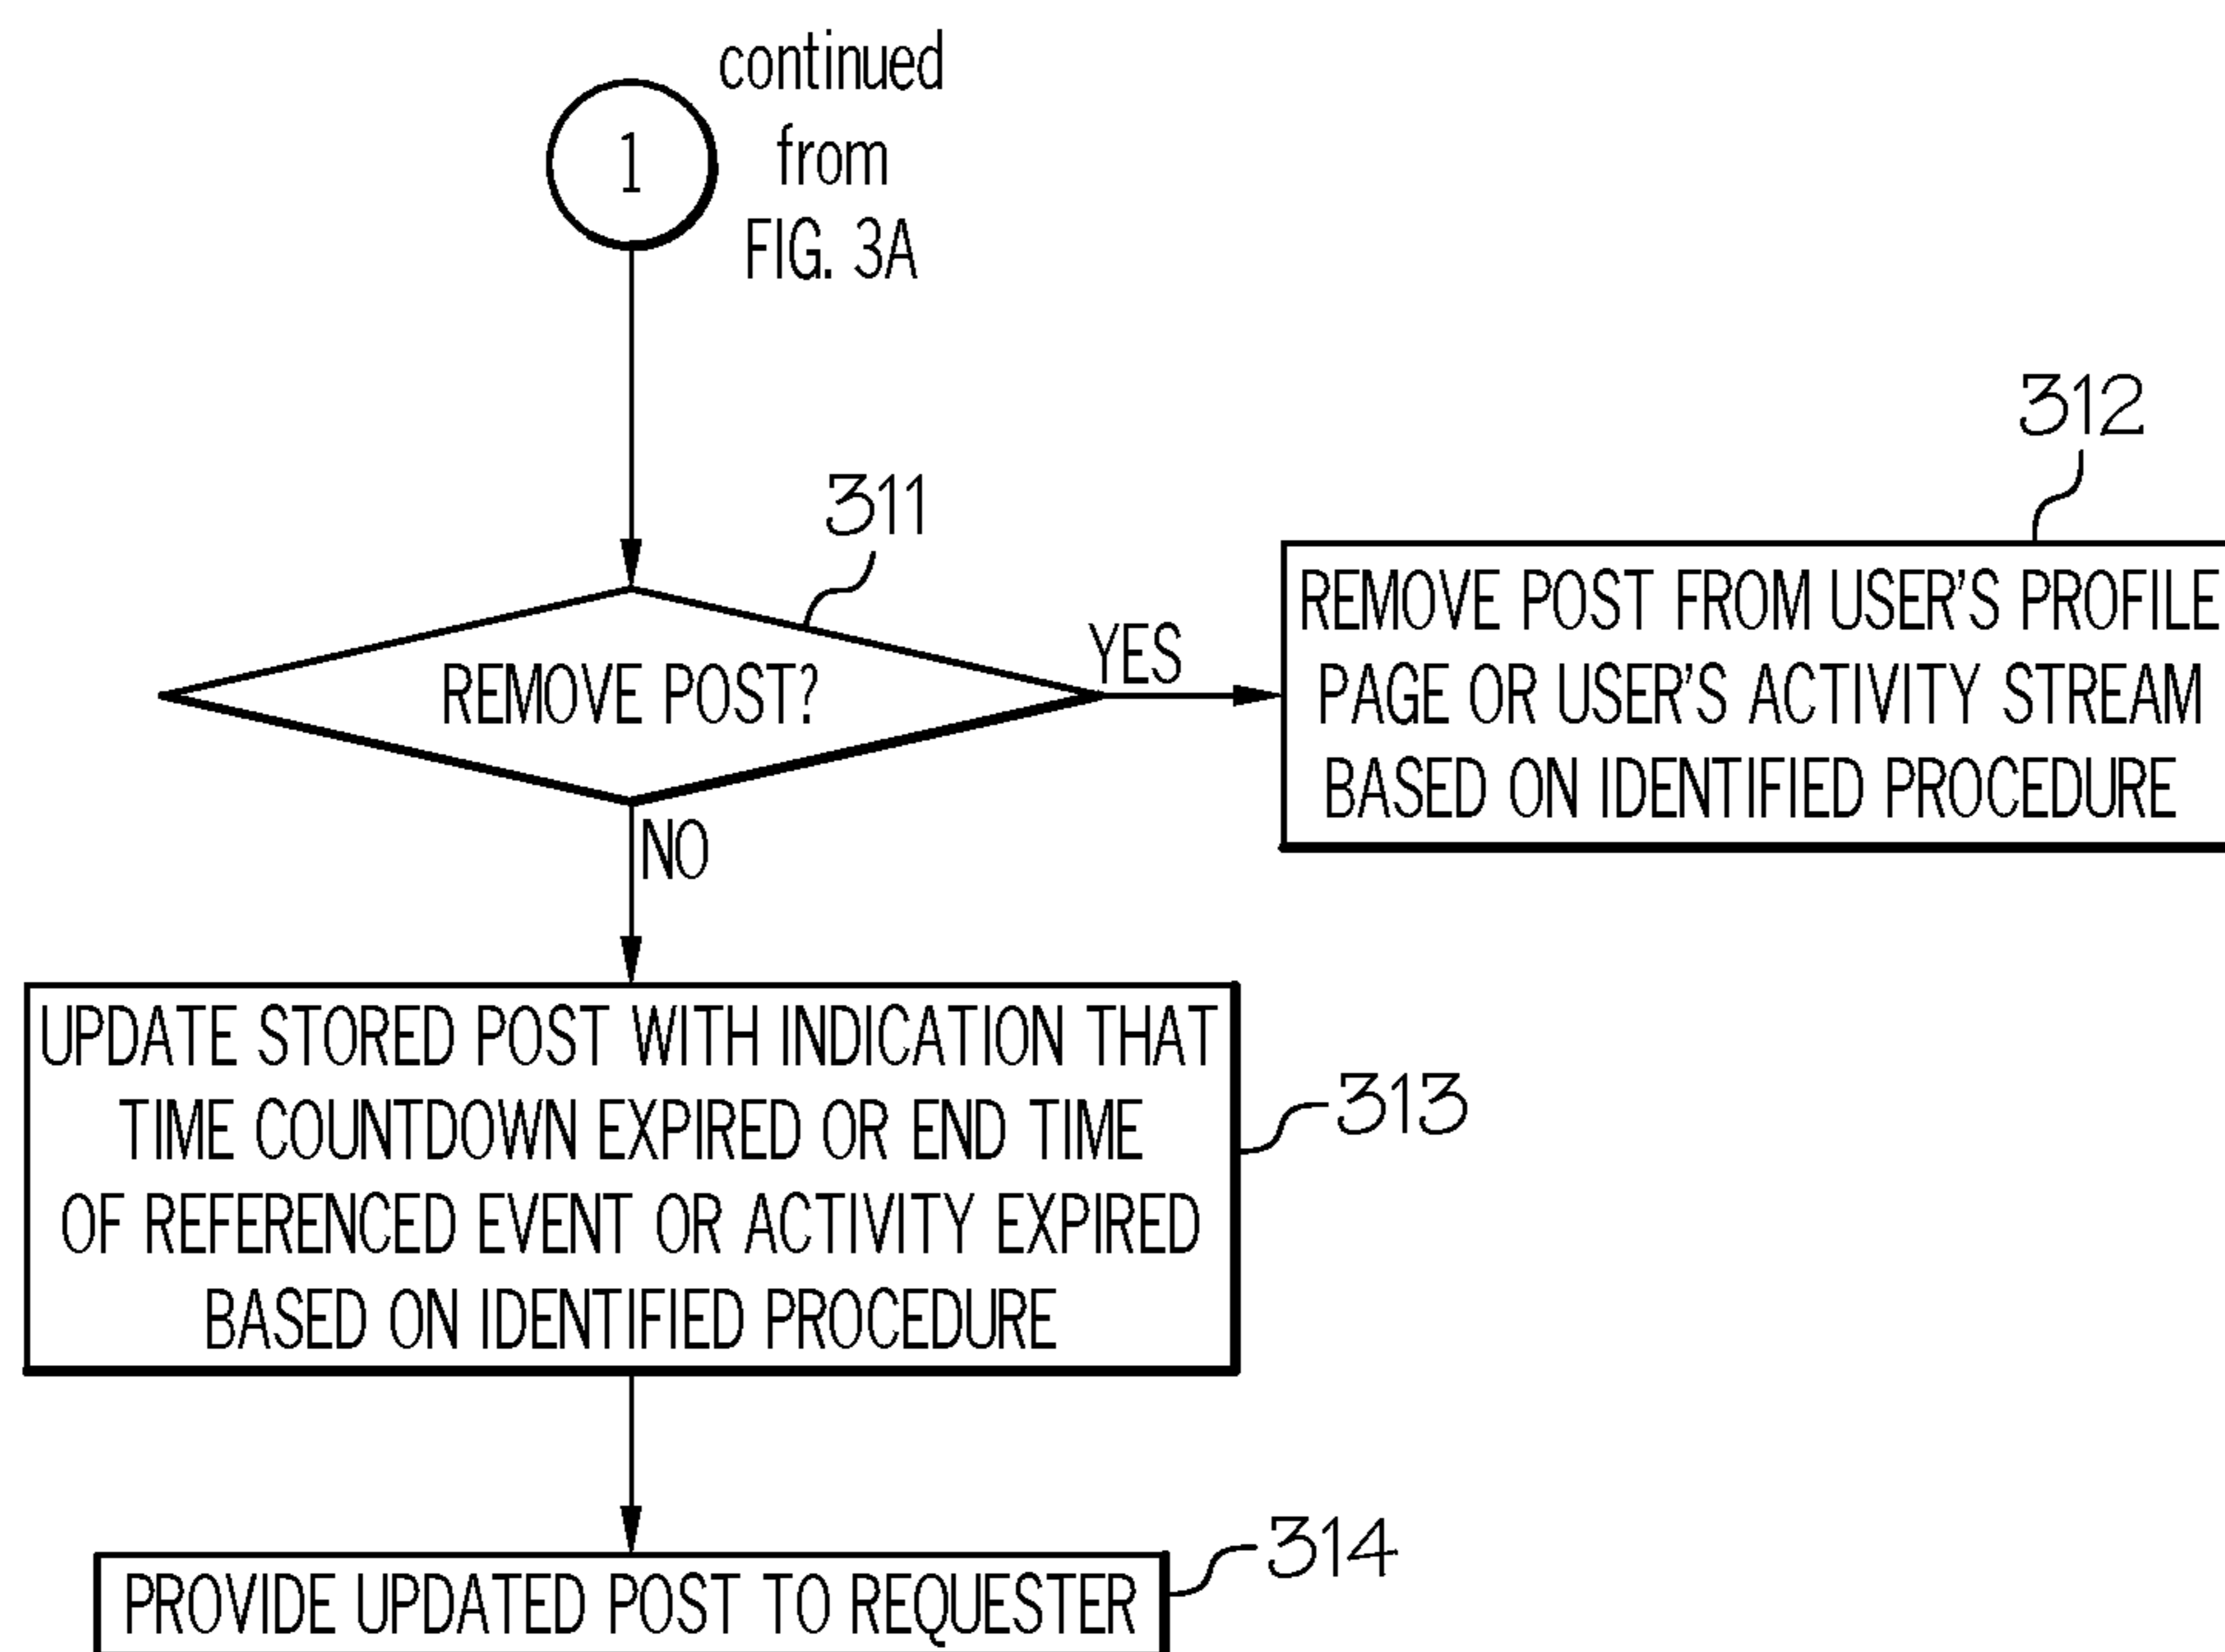 continued
from
FIG. 3A
1
311
REMOVE POST?
YES
312
REMOVE POST FROM USER'S PROFILE
PAGE OR USER'S ACTIVITY STREAM
BASED ON IDENTIFIED PROCEDURE
NO
UPDATE STORED POST WITH INDICATION THAT
TIME COUNTDOWN EXPIRED OR END TIME
OF REFERENCED EVENT OR ACTIVITY EXPIRED
BASED ON IDENTIFIED PROCEDURE
313
PROVIDE UPDATED POST TO REQUESTER
314